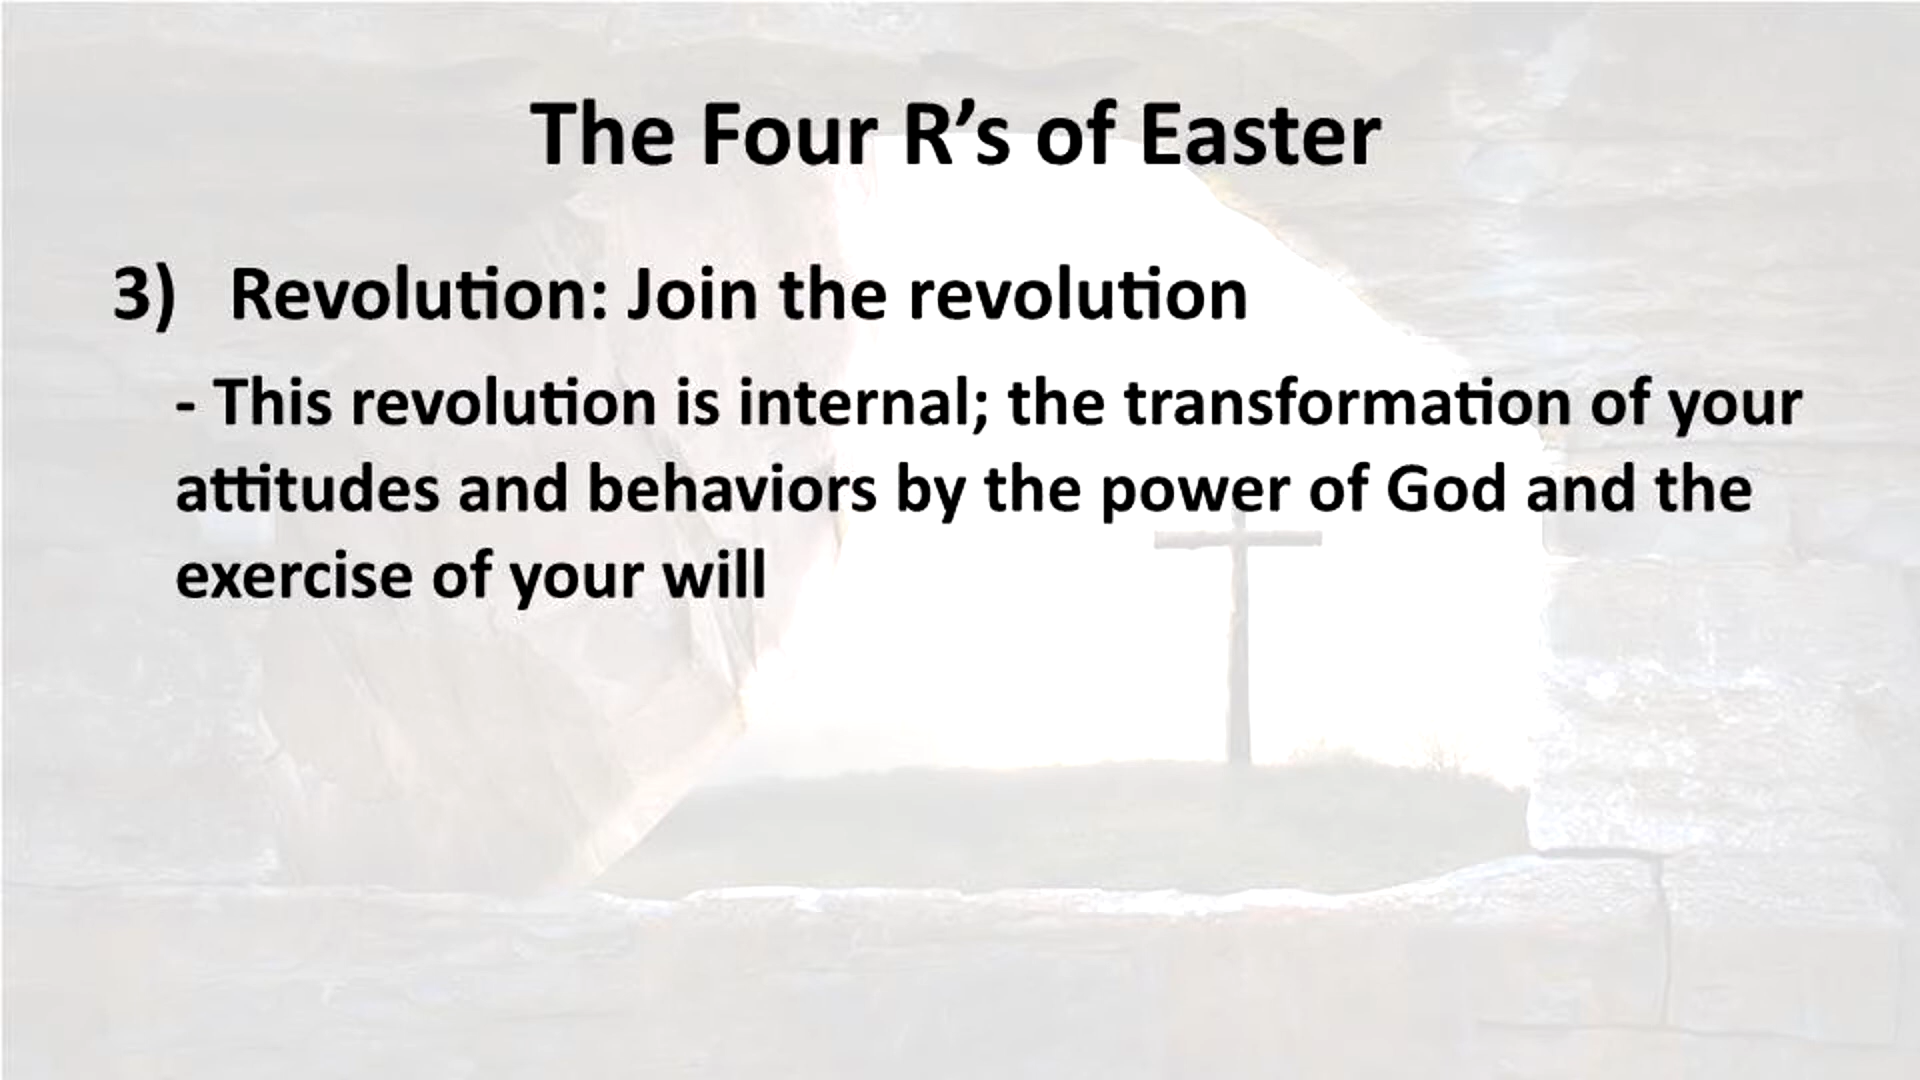 The Four R’s of Easter
3) Revolution: Join the revolution
- This revolution is internal; the transformation of your
attitudes and behaviors by the power of God and the
exercise of your will